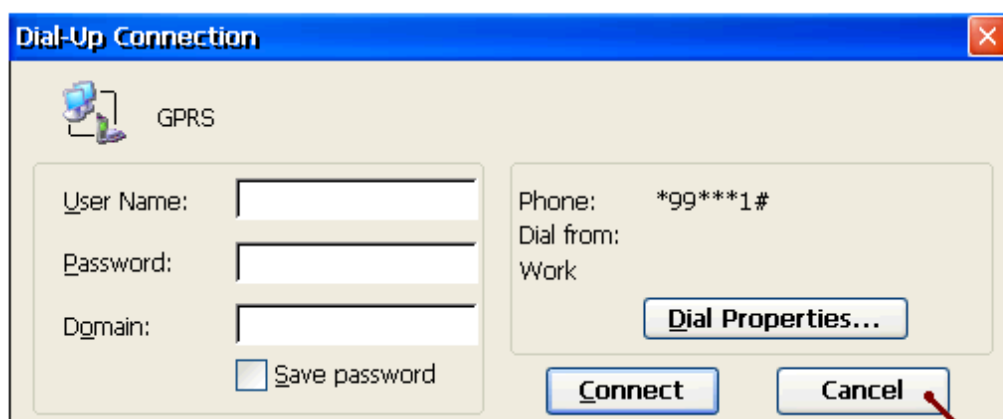 Dial-Up Connection
GPRS
User Name:
Password:
Domain:
Save password
Phone: *99***1#
Dial from:
Work
Dial Properties...
Connect Cancel